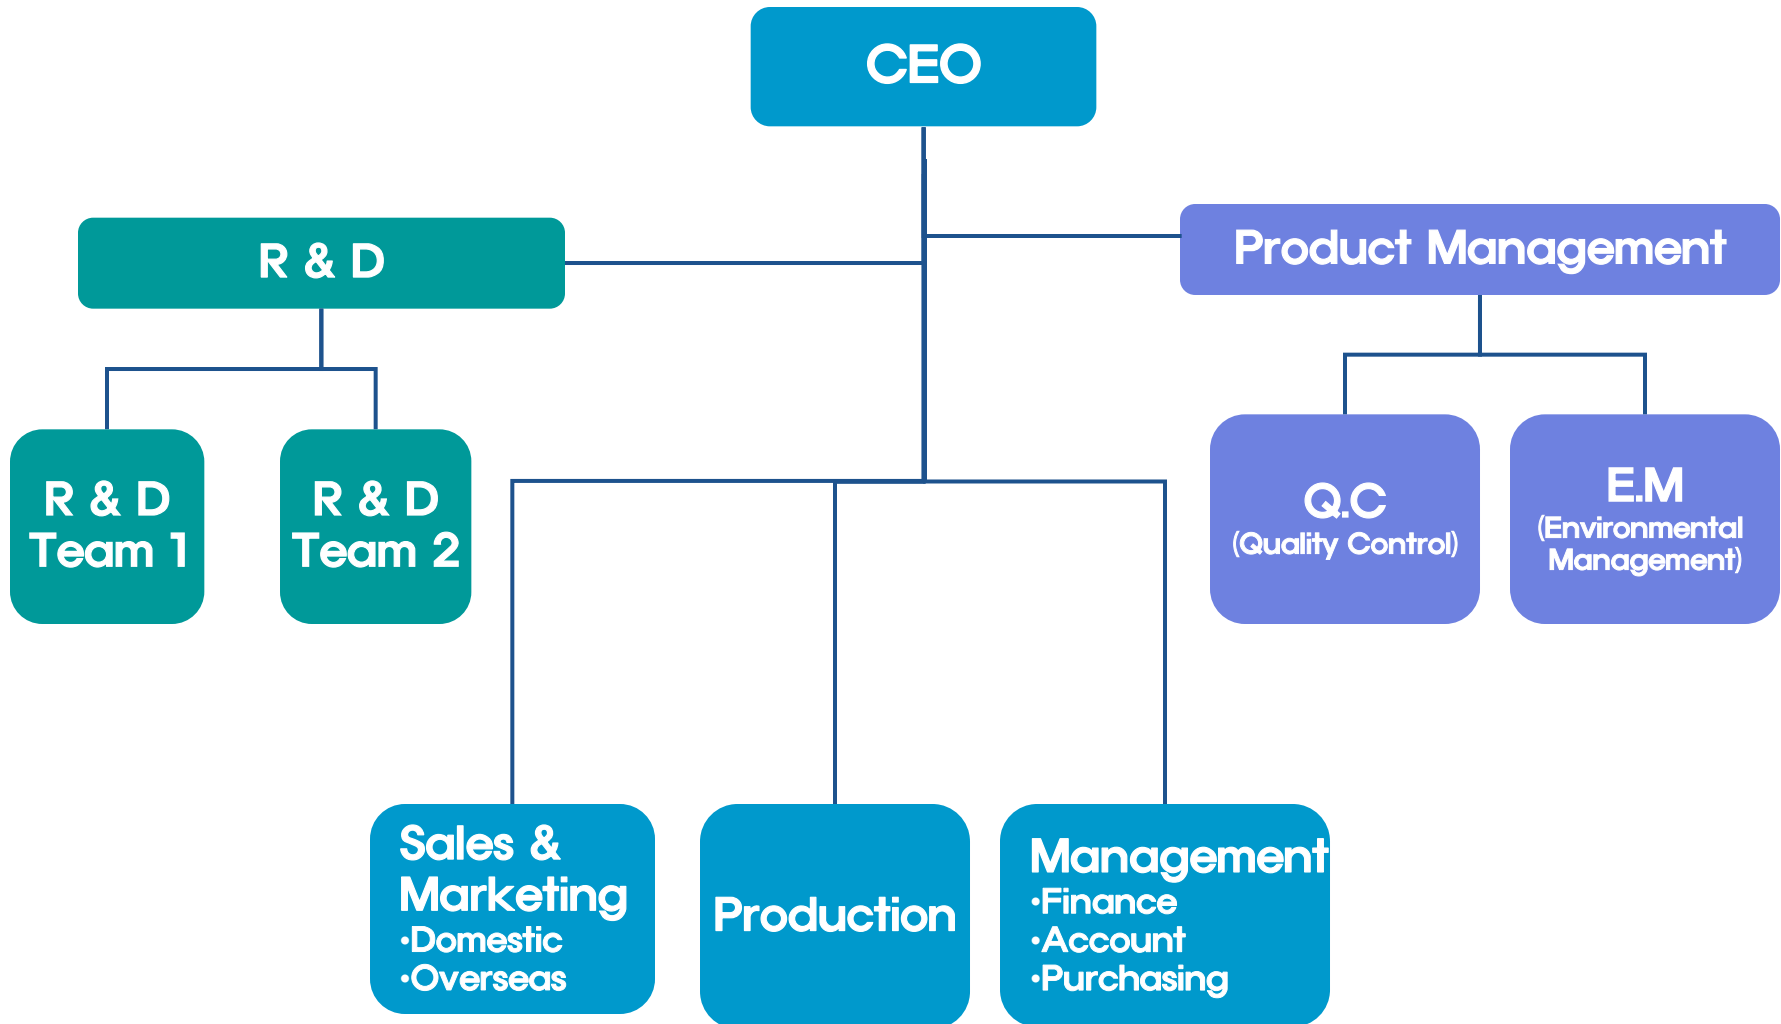 CEO
R & D
Product Management
R & D
Team 1
R & D
Team 2
Q.C
(Quality Control)
E.M
(Environmental
Management)
Sales &
Marketing
•Domestic
•Overseas
Production
Management
•Finance
•Account
•Purchasing